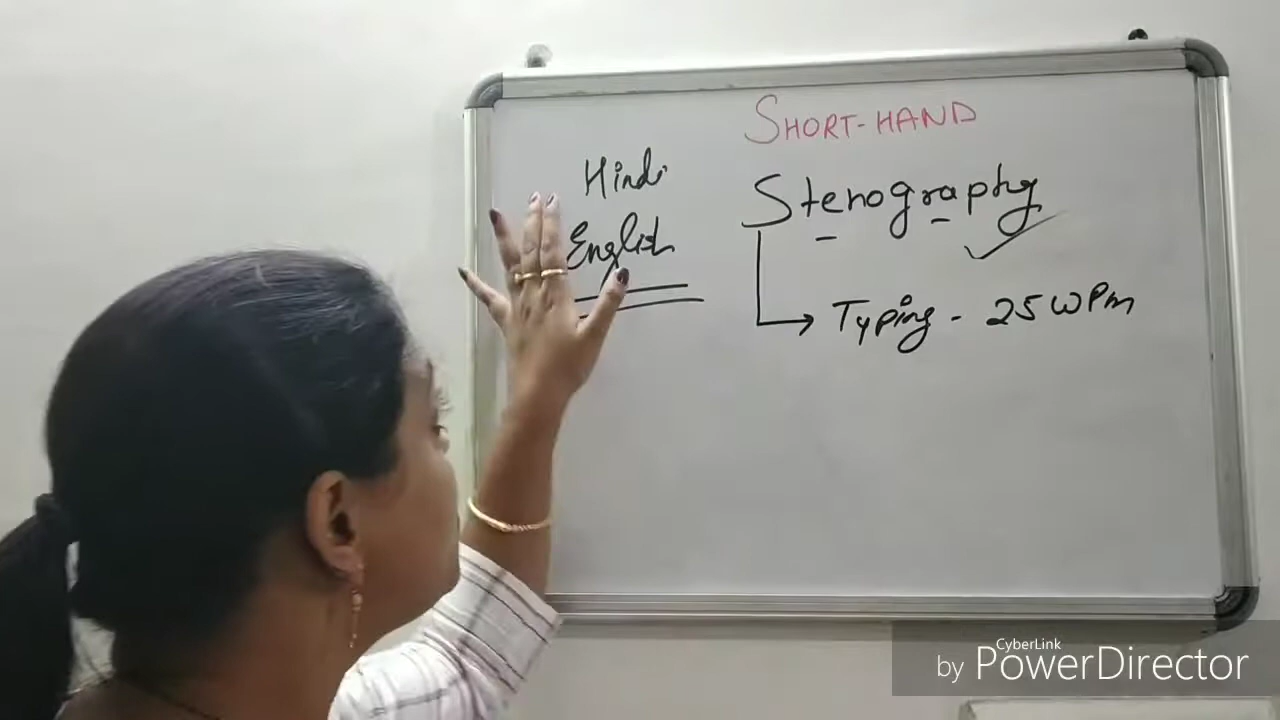 SHORT-HAND
Hindi
English
Stenography
Typing - 25 WPM
CyberLink
by PowerDirector